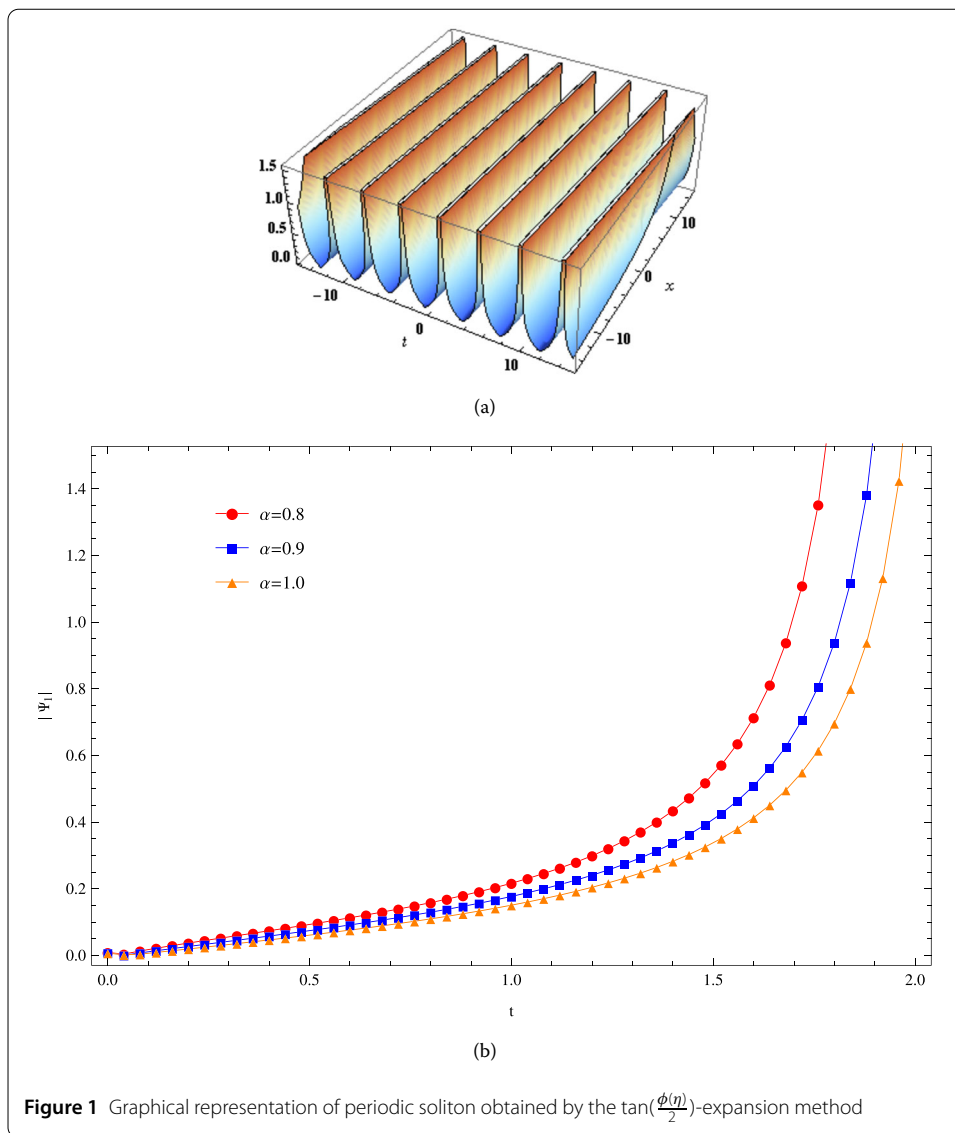 1.5
1.0
0.5
0.0
−10
0
10
t
−10
0
10
x
(a)
1.4
1.2
1.0
0.8
0.6
0.4
0.2
0.0
| Ψ₁|
α=0.8
α=0.9
α=1.0
0.0 0.5 1.0 1.5 2.0
t
(b)
Figure 1 Graphical representation of periodic soliton obtained by the tan(ϕ(η)/2)-expansion method